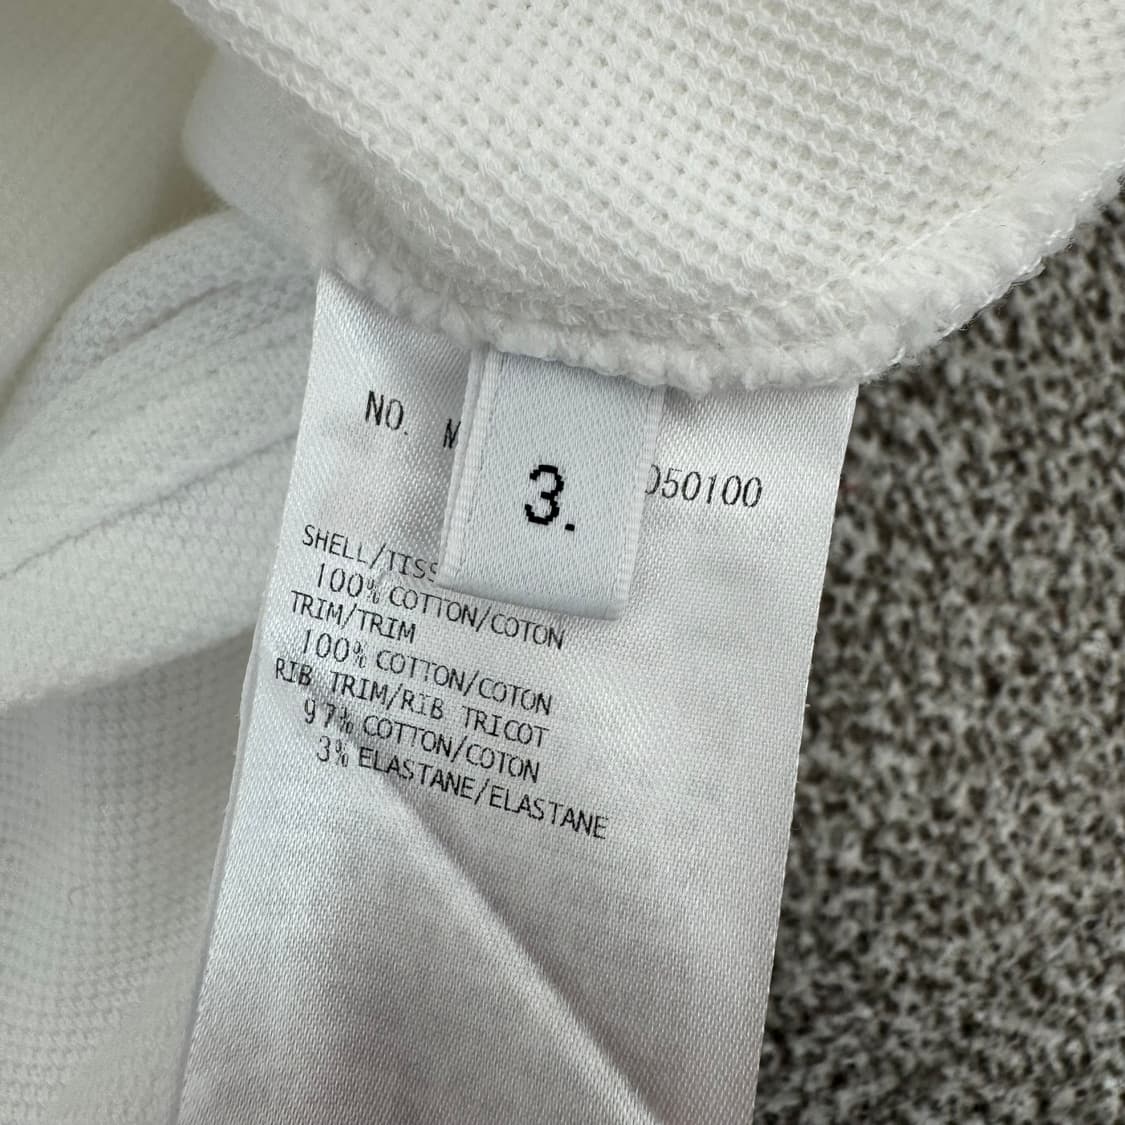 NO. M 050100
3.
SHELL/TISS
100% COTTON/COTON
TRIM/TRIM
100% COTTON/COTON
RIB TRIM/RIB TRICOT
97% COTTON/COTON
3% ELASTANE/ELASTANE